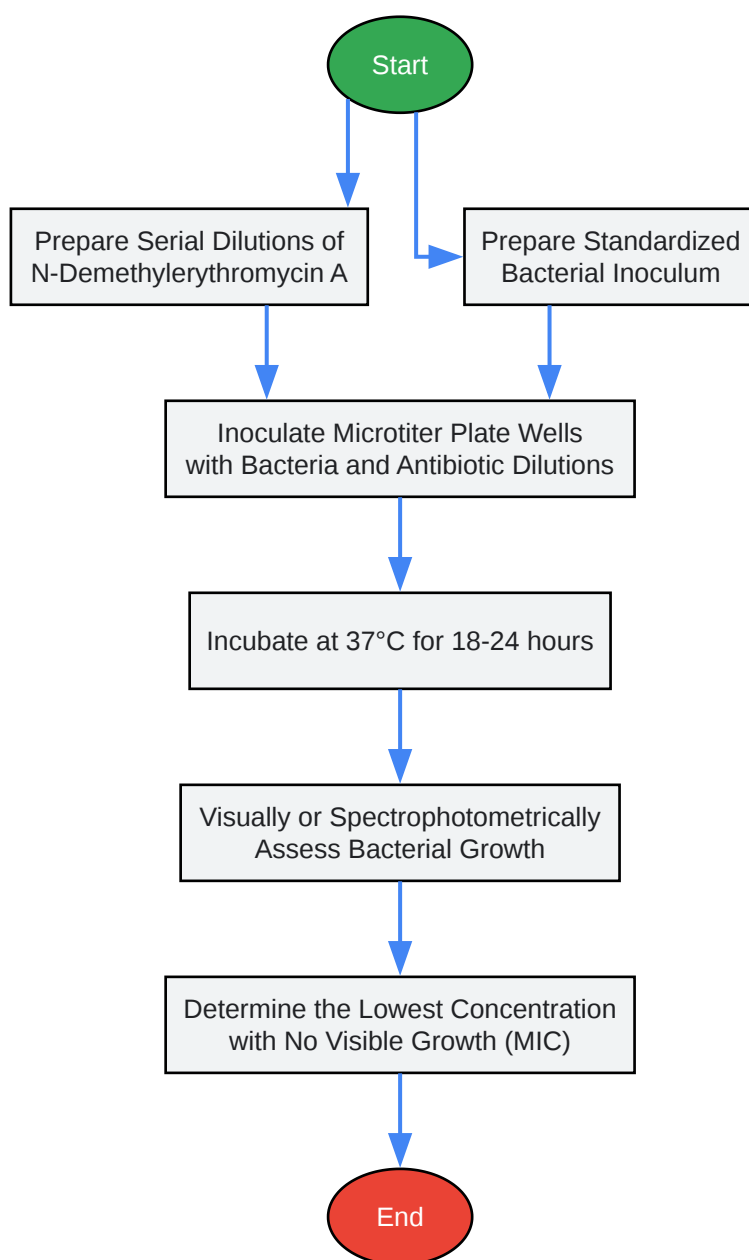 Start
Prepare Serial Dilutions of
N-Demethylerythromycin A
Prepare Standardized
Bacterial Inoculum
Inoculate Microtiter Plate Wells
with Bacteria and Antibiotic Dilutions
Incubate at 37°C for 18-24 hours
Visually or Spectrophotometrically
Assess Bacterial Growth
Determine the Lowest Concentration
with No Visible Growth (MIC)
End